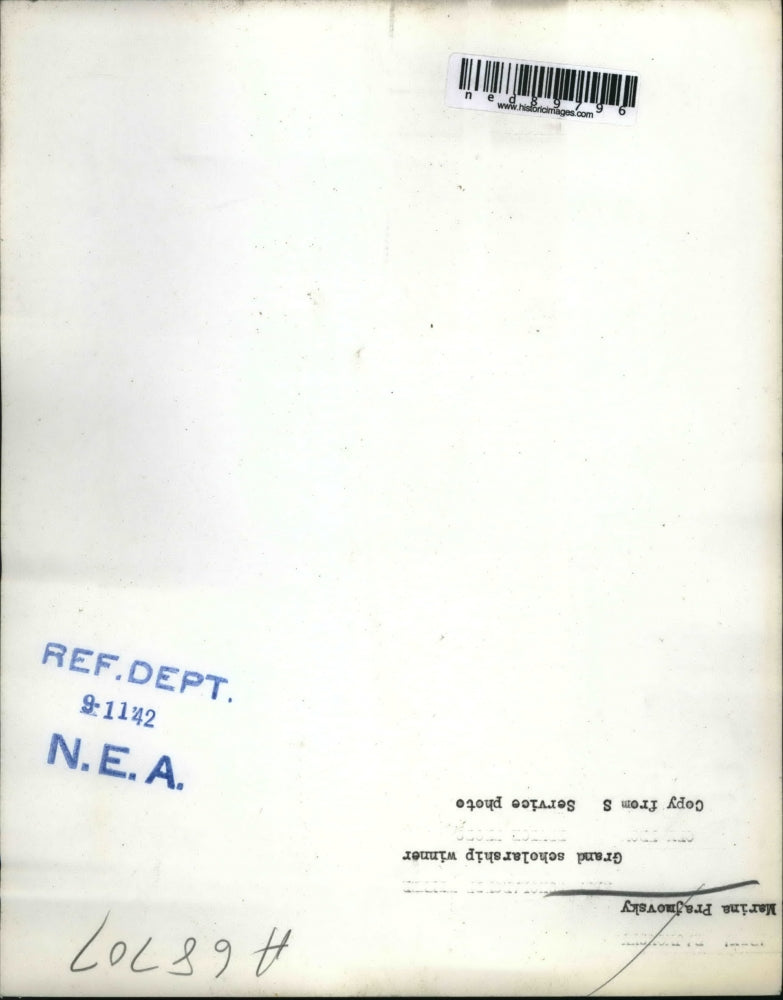 ned89796
www.historicimages.com
REF. DEPT.
9-11'42
N.E.A.
Marina Prajmovsky
Grand scholarship winner
Copy from S Service photo
68707